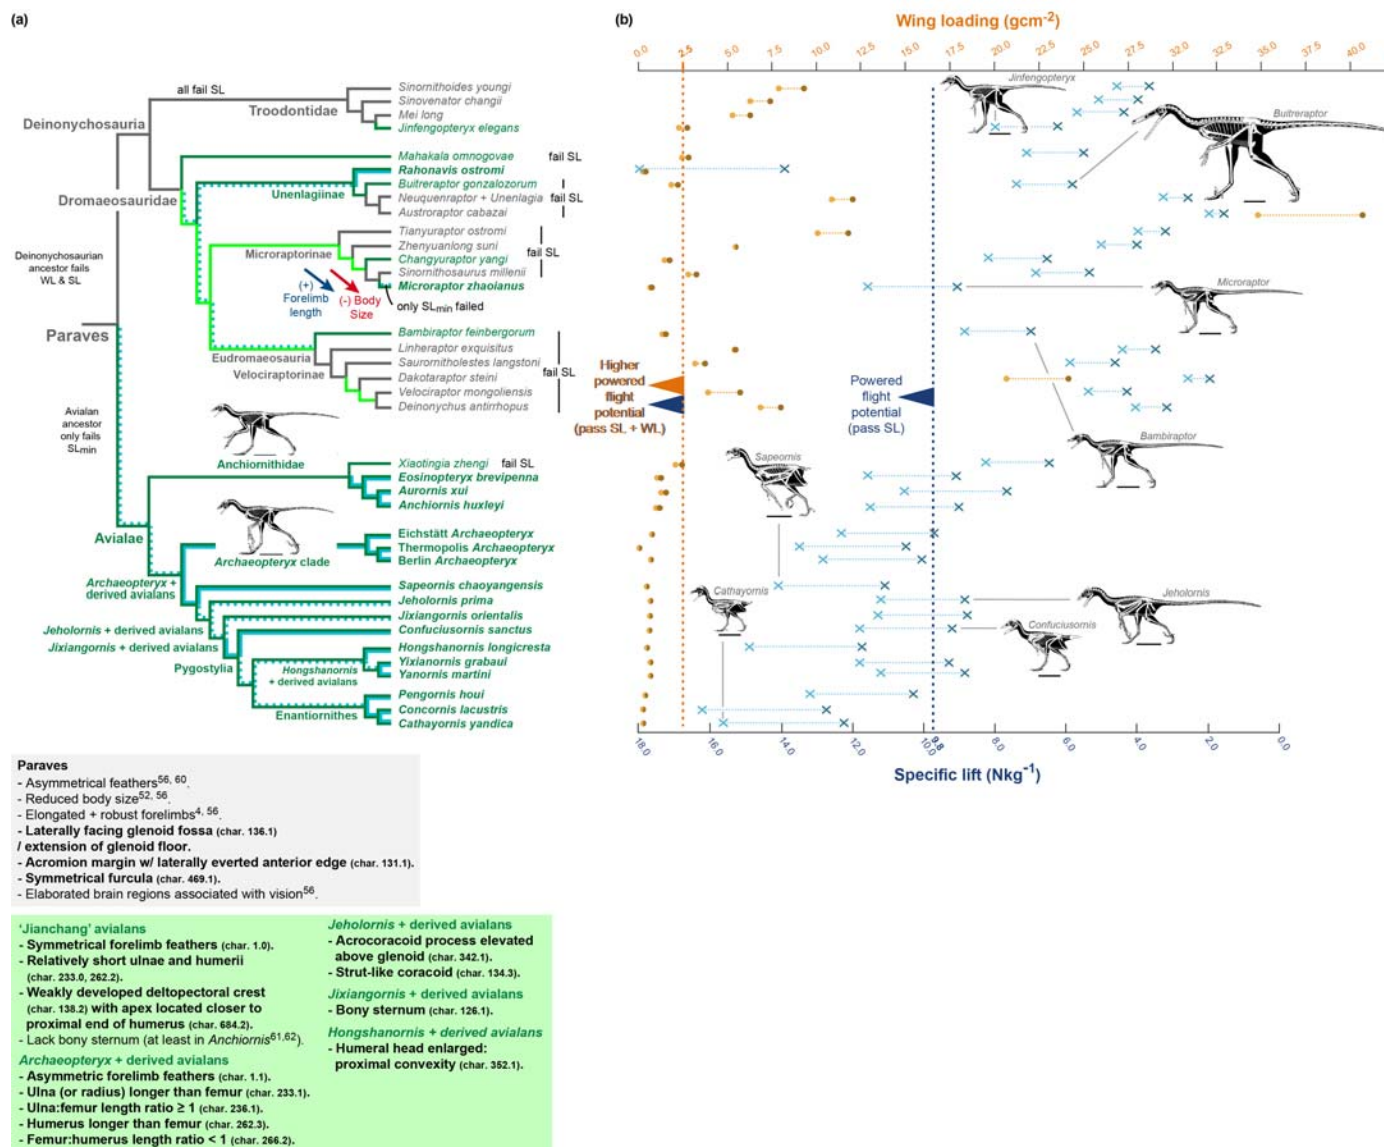 (a)
all fail SL
Troodontidae
Deinonychosauria
Sinornithoides youngi
Sinovenator changii
Mei long
Jinfengopteryx elegans
Mahakala omnogovae
fail SL
Rahonavis ostromi
Dromaeosauridae
Unenlagiinae
Buitreraptor gonzalozorum
Neuquenraptor + Unenlagia
fail SL
Austroraptor cabazai
Tianyuraptor ostromi
Zhenyuanlong suni
Microraptorinae
fail SL
Changyuraptor yangi
Sinornithosaurus millenii
Microraptor zhaoianus
only SLmin failed
Deinonychosaurian
ancestor fails
WL & SL
(+)
Forelimb
length
(-) Body
Size
Paraves
Bambiraptor feinbergorum
Linheraptor exquisitus
Eudromaeosauria
Saurornitholestes langstoni
Velociraptorinae
fail SL
Dakotaraptor steini
Velociraptor mongoliensis
Deinonychus antirrhopus
Avialan
ancestor
only fails
SLmin
Anchiornithidae
Xiaotingia zhengi
fail SL
Eosinopteryx brevipenna
Aurornis xui
Anchiornis huxleyi
Avialae
Archaeopteryx clade
Eichstätt Archaeopteryx
Thermopolis Archaeopteryx
Berlin Archaeopteryx
Archaeopteryx +
derived avialans
Sapeornis chaoyangensis
Jeholornis prima
Jixiangornis orientalis
Jeholornis + derived avialans
Confuciusornis sanctus
Jixiangornis + derived avialans
Hongshanornis longicresta
Pygostylia
Yixianornis grabaui
Hongshanornis
+ derived avialans
Yanornis martini
Pengornis houi
Enantiornithes
Concornis lacustris
Cathayornis yandica
(b)
Wing loading (gcm-2)
0.0 2.5 5.0 10.0 15.0 17.5 20.0 22.5 25.0 27.5 32.0 32.5 35.0 40.0
Jinfengopteryx
Buitreraptor
Microraptor
Higher
powered
flight
potential
(pass SL + WL)
Powered
flight
potential
(pass SL)
Bambiraptor
Sapeornis
Cathayornis
Jeholornis
Confuciusornis
18.0 16.0 14.0 12.0 10.0 9.8 8.0 6.0 4.0 2.0 0.0
Specific lift (Nkg-1)
Paraves
- Asymmetrical feathers56, 60.
- Reduced body size52, 56.
- Elongated + robust forelimbs4, 56.
- Laterally facing glenoid fossa (char. 136.1)
/ extension of glenoid floor.
- Acromion margin w/ laterally everted anterior edge (char. 131.1).
- Symmetrical furcula (char. 469.1).
- Elaborated brain regions associated with vision56.
'Jianchang' avialans
- Symmetrical forelimb feathers (char. 1.0).
- Relatively short ulnae and humerii
(char. 233.0, 262.2).
- Weakly developed deltopectoral crest
(char. 138.2) with apex located closer to
proximal end of humerus (char. 684.2).
- Lack bony sternum (at least in Anchiornis61,62).
Archaeopteryx + derived avialans
- Asymmetric forelimb feathers (char. 1.1).
- Ulna (or radius) longer than femur (char. 233.1).
- Ulna:femur length ratio ≥ 1 (char. 236.1).
- Humerus longer than femur (char. 262.3).
- Femur:humerus length ratio < 1 (char. 266.2).
Jeholornis + derived avialans
- Acrocoracoid process elevated
above glenoid (char. 342.1).
- Strut-like coracoid (char. 134.3).
Jixiangornis + derived avialans
- Bony sternum (char. 126.1).
Hongshanornis + derived avialans
- Humeral head enlarged:
proximal convexity (char. 352.1).